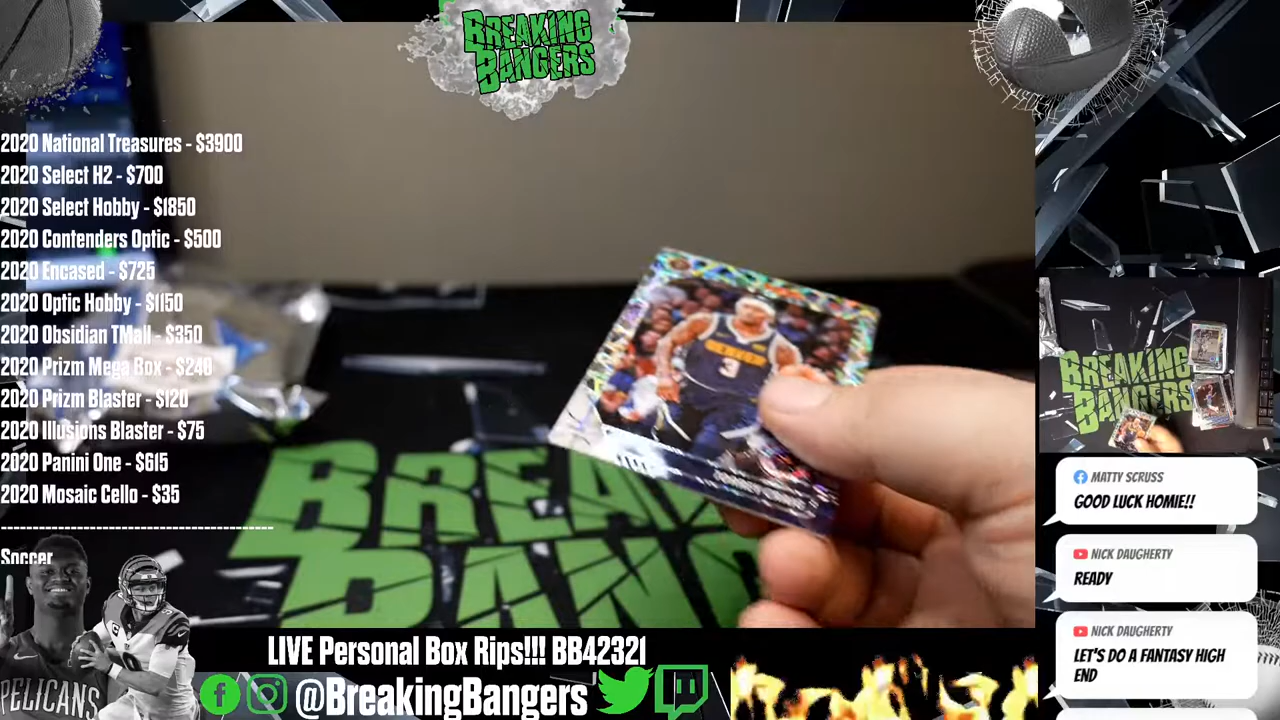 BREAKING
BANGERS
2020 National Treasures - $3900
2020 Select H2 - $700
2020 Select Hobby - $1850
2020 Contenders Optic - $500
2020 Encased - $725
2020 Optic Hobby - $1150
2020 Obsidian TMall - $350
2020 Prizm Mega Box - $240
2020 Prizm Blaster - $120
2020 Illusions Blaster - $75
2020 Panini One - $615
2020 Mosaic Cello - $35
Soccer
PELICANS
DENVER
3
BREAKING
BANGERS
MATTY SCRUSS
GOOD LUCK HOMIE!!
NICK DAUGHERTY
READY
NICK DAUGHERTY
LET'S DO A FANTASY HIGH
END
LIVE Personal Box Rips!!! BB42321
@BreakingBangers